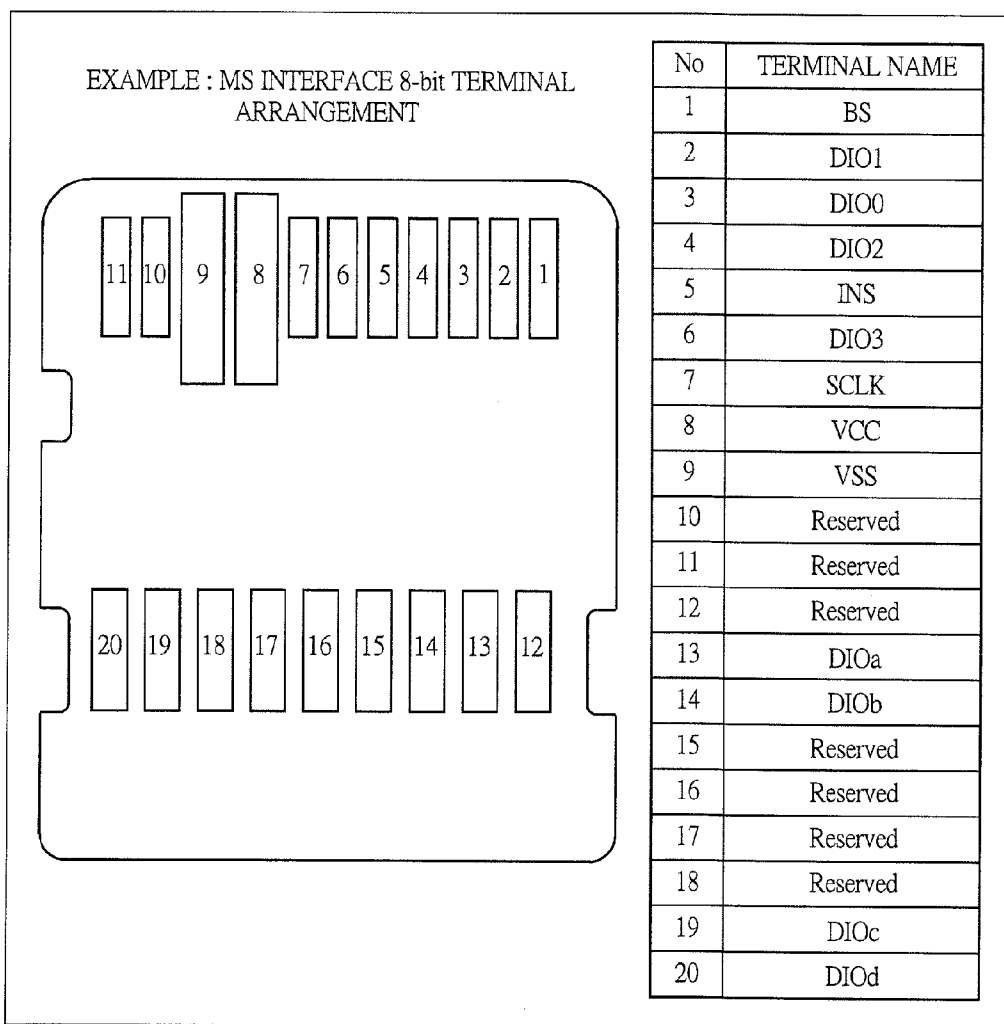 EXAMPLE : MS INTERFACE 8-bit TERMINAL
ARRANGEMENT
11 10 9 8 7 6 5 4 3 2 1
20 19 18 17 16 15 14 13 12
No TERMINAL NAME
1 BS
2 DIO1
3 DIO0
4 DIO2
5 INS
6 DIO3
7 SCLK
8 VCC
9 VSS
10 Reserved
11 Reserved
12 Reserved
13 DIOa
14 DIOb
15 Reserved
16 Reserved
17 Reserved
18 Reserved
19 DIOc
20 DIOd